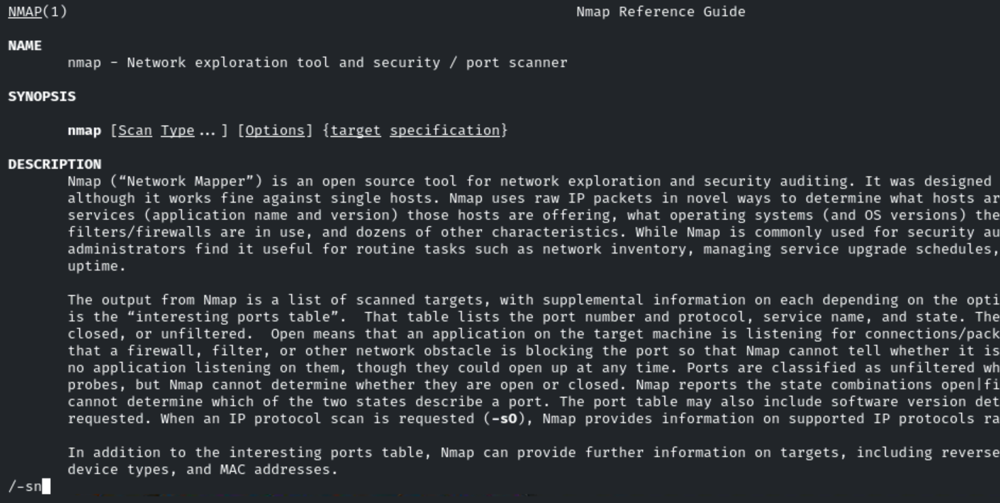 NMAP(1) Nmap Reference Guide
NAME
nmap - Network exploration tool and security / port scanner
SYNOPSIS
nmap [Scan Type...] [Options] {target specification}
DESCRIPTION
Nmap (“Network Mapper”) is an open source tool for network exploration and security auditing. It was designed
although it works fine against single hosts. Nmap uses raw IP packets in novel ways to determine what hosts ar
services (application name and version) those hosts are offering, what operating systems (and OS versions) the
filters/firewalls are in use, and dozens of other characteristics. While Nmap is commonly used for security au
administrators find it useful for routine tasks such as network inventory, managing service upgrade schedules,
uptime.
The output from Nmap is a list of scanned targets, with supplemental information on each depending on the opti
is the “interesting ports table”.  That table lists the port number and protocol, service name, and state. The
closed, or unfiltered.  Open means that an application on the target machine is listening for connections/pack
that a firewall, filter, or other network obstacle is blocking the port so that Nmap cannot tell whether it is
no application listening on them, though they could open up at any time. Ports are classified as unfiltered wh
probes, but Nmap cannot determine whether they are open or closed. Nmap reports the state combinations open|fi
cannot determine which of the two states describe a port. The port table may also include software version det
requested. When an IP protocol scan is requested (-sO), Nmap provides information on supported IP protocols ra
In addition to the interesting ports table, Nmap can provide further information on targets, including reverse
device types, and MAC addresses.
/-sn